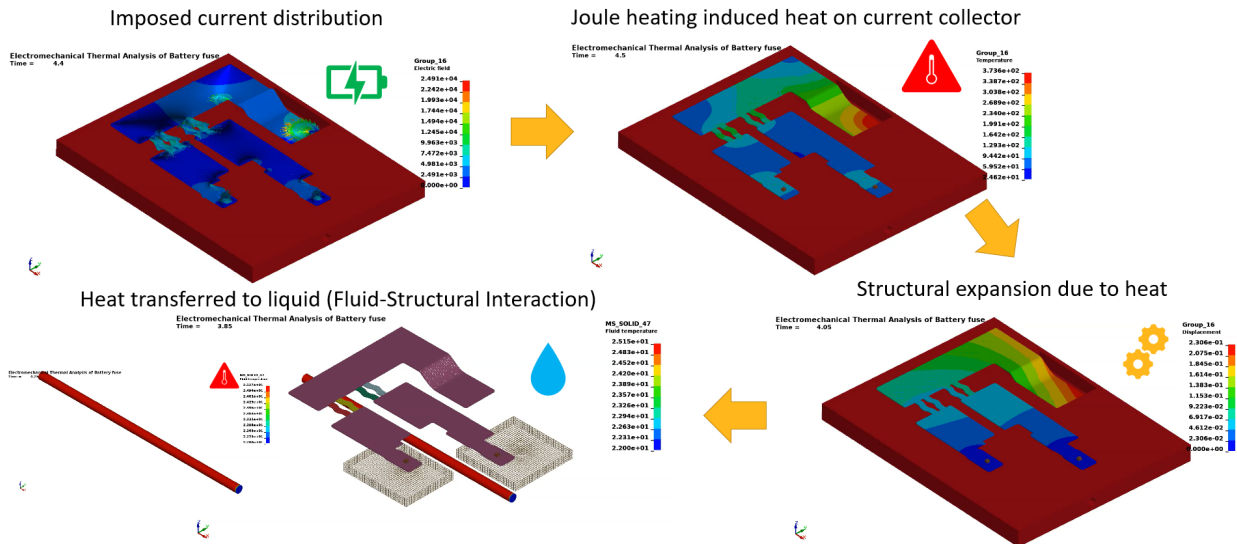 Imposed current distribution
Electromechanical Thermal Analysis of Battery fuse
Time = 4.4
Group_16
Electric field
2.491e+04
2.242e+04
1.993e+04
1.744e+04
1.494e+04
1.245e+04
9.963e+03
7.472e+03
4.981e+03
2.491e+03
0.000e+00
Joule heating induced heat on current collector
Electromechanical Thermal Analysis of Battery fuse
Time = 4.5
Group_16
Temperature
3.736e+02
3.387e+02
3.038e+02
2.689e+02
2.340e+02
1.991e+02
1.642e+02
1.293e+02
9.442e+01
5.952e+01
2.462e+01
Structural expansion due to heat
Electromechanical Thermal Analysis of Battery fuse
Time = 4.05
Group_16
Displacement
2.306e-01
2.075e-01
1.845e-01
1.614e-01
1.383e-01
1.153e-01
9.223e-02
6.917e-02
4.612e-02
2.306e-02
0.000e+00
Heat transferred to liquid (Fluid-Structural Interaction)
Electromechanical Thermal Analysis of Battery fuse
Time = 3.85
MS_SOLID_47
Fluid temperature
2.515e+01
2.483e+01
2.452e+01
2.420e+01
2.389e+01
2.357e+01
2.326e+01
2.294e+01
2.263e+01
2.231e+01
2.200e+01
Electromechanical Thermal Analysis of Battery fuse
Time =